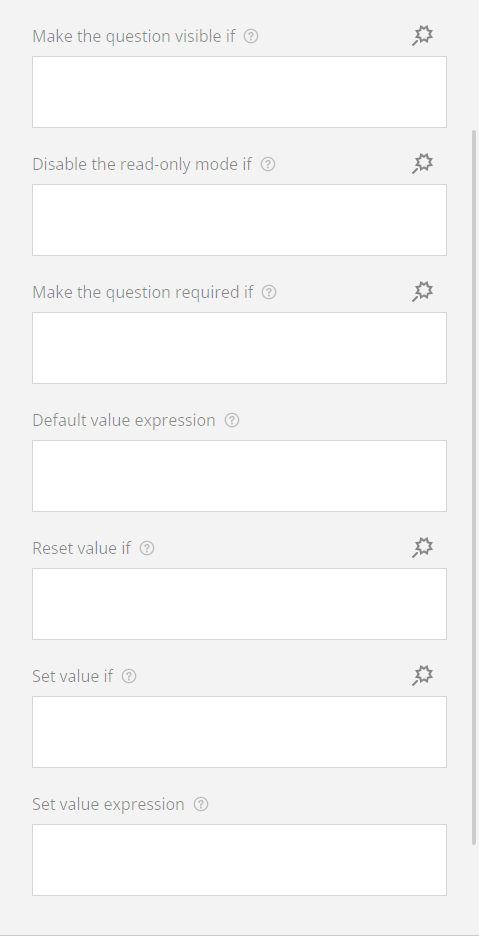 Make the question visible if
Disable the read-only mode if
Make the question required if
Default value expression
Reset value if
Set value if
Set value expression